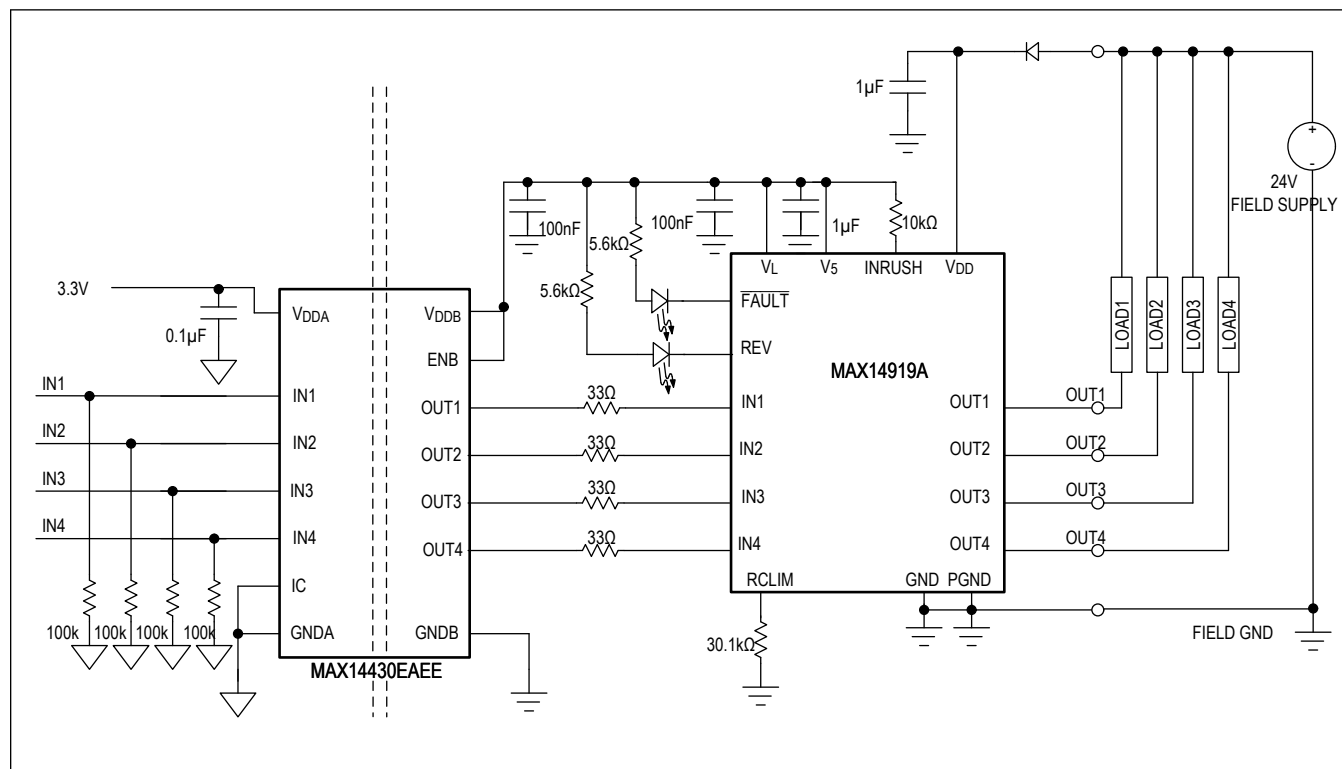 1µF
+
-
24V
FIELD SUPPLY
100nF
5.6kΩ
100nF
1µF
10kΩ
5.6kΩ
VL
V5
INRUSH
VDD
3.3V
0.1µF
VDDA
VDDB
ENB
FAULT
REV
MAX14919A
LOAD1
LOAD2
LOAD3
LOAD4
IN1
IN1
OUT1
33Ω
IN1
OUT1
OUT1
IN2
IN2
OUT2
33Ω
IN2
OUT2
OUT2
IN3
IN3
OUT3
33Ω
IN3
OUT3
OUT3
IN4
IN4
OUT4
33Ω
IN4
OUT4
OUT4
IC
RCLIM
GND
PGND
100k
100k
100k
100k
GNDA
GNDB
30.1kΩ
FIELD GND
MAX14430EAEE